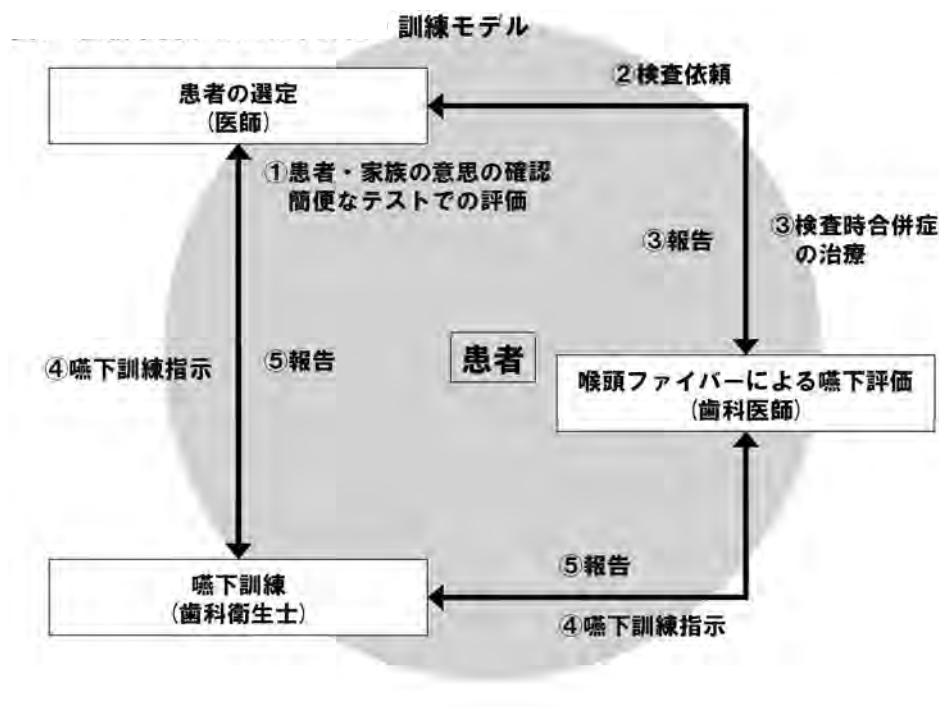 訓練モデル
②検査依頼
患者の選定
(医師)
①患者・家族の意思の確認
簡便なテストでの評価
③報告
③検査時合併症
の治療
④嚥下訓練指示
⑤報告
患者
喉頭ファイバーによる嚥下評価
(歯科医師)
嚥下訓練
(歯科衛生士)
⑤報告
④嚥下訓練指示